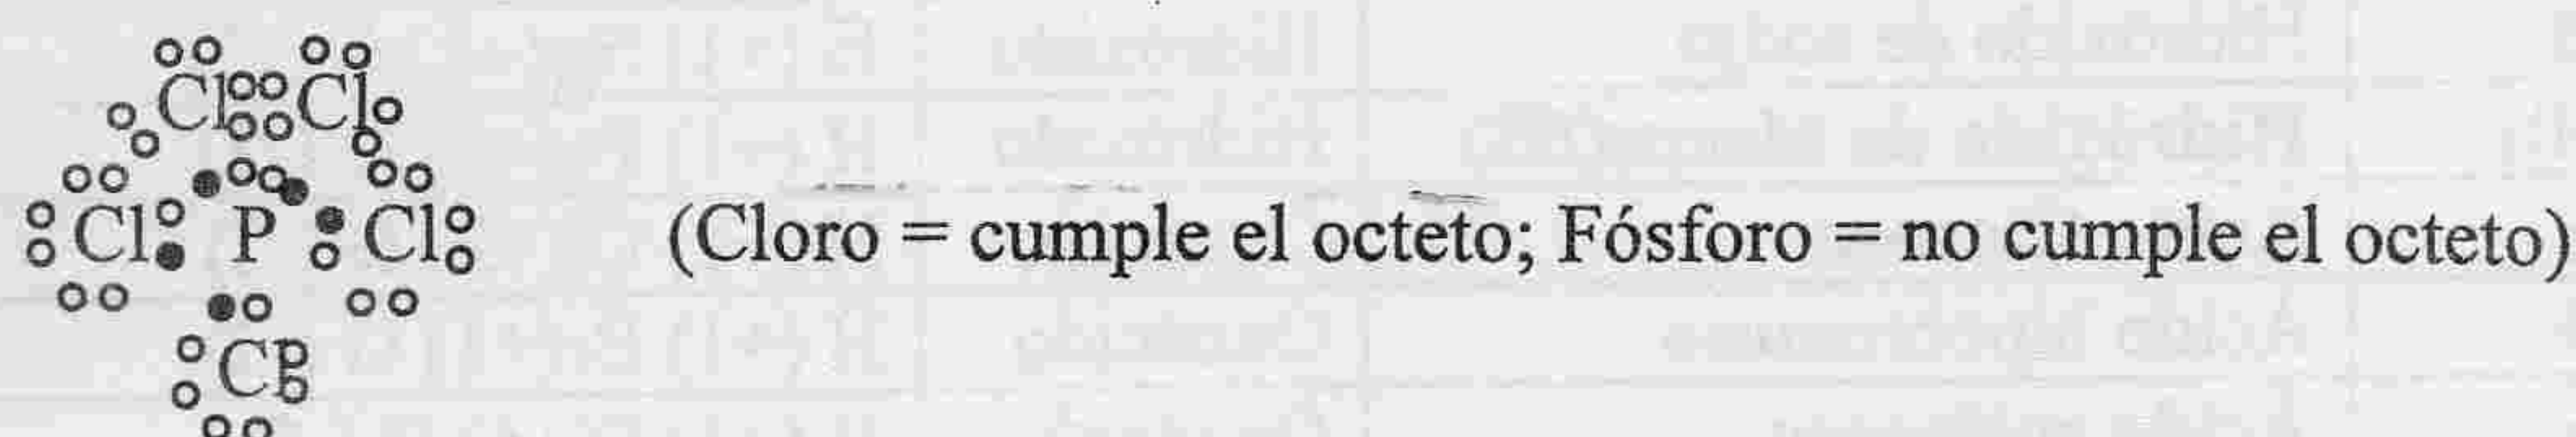 Cl Cl
Cl P Cl
Cl
(Cloro = cumple el octeto; Fósforo = no cumple el octeto)